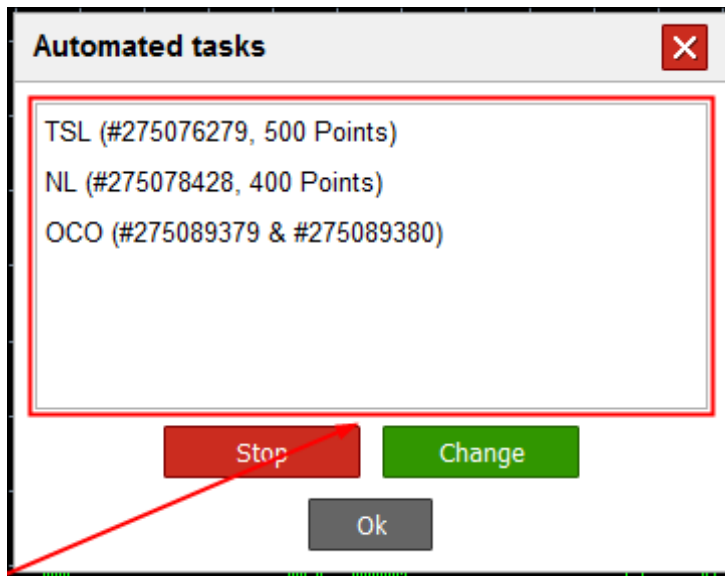 Automated tasks
TSL (#275076279, 500 Points)
NL (#275078428, 400 Points)
OCO (#275089379 & #275089380)
Stop
Change
Ok